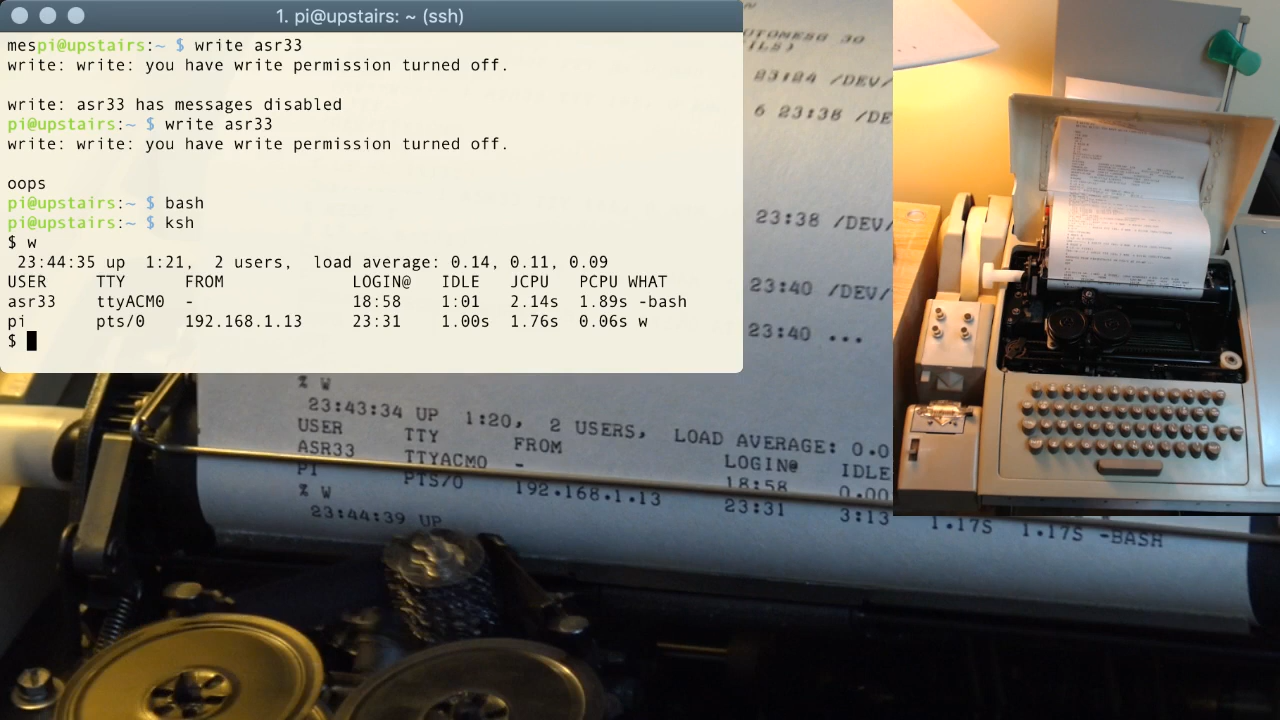 1. pi@upstairs: ~ (ssh)
mespi@upstairs:~ $ write asr33
write: write: you have write permission turned off.
write: asr33 has messages disabled
pi@upstairs:~ $ write asr33
write: write: you have write permission turned off.
oops
pi@upstairs:~ $ bash
pi@upstairs:~ $ ksh
$ w
23:44:35 up  1:21,  2 users,  load average: 0.14, 0.11, 0.09
USER     TTY      FROM             LOGIN@   IDLE   JCPU   PCPU WHAT
asr33    ttyACM0  -                18:58    1:01   2.14s  1.89s -bash
pi       pts/0    192.168.1.13     23:31    1.00s  1.76s  0.06s w
$
30
23:24 /DEV/
6 23:38 /DE
23:38 /DEV/
23:40 /DEV/
23:40 ...
% W
23:43:34 UP  1:20,  2 USERS,  LOAD AVERAGE: 0.0
USER     TTY      FROM             LOGIN@   IDLE
ASR33    TTYACM0  -                18:58    0.00
PI       PTS/0    192.168.1.13     23:31    3:13   1.17S  1.17S -BASH
% W
23:44:39 UP